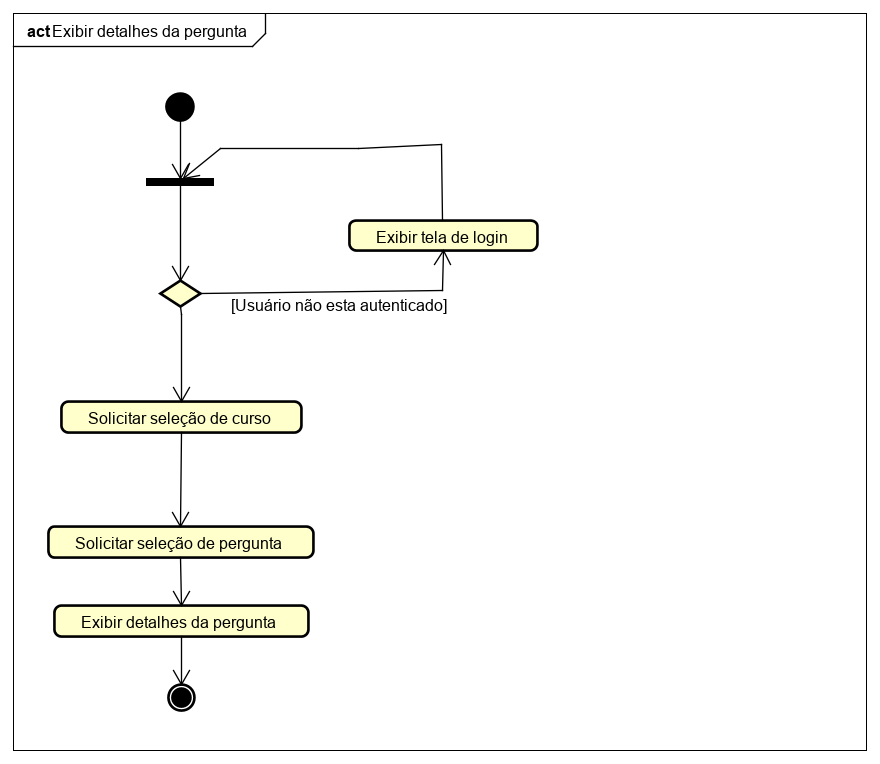 act Exibir detalhes da pergunta
Exibir tela de login
[Usuário não esta autenticado]
Solicitar seleção de curso
Solicitar seleção de pergunta
Exibir detalhes da pergunta